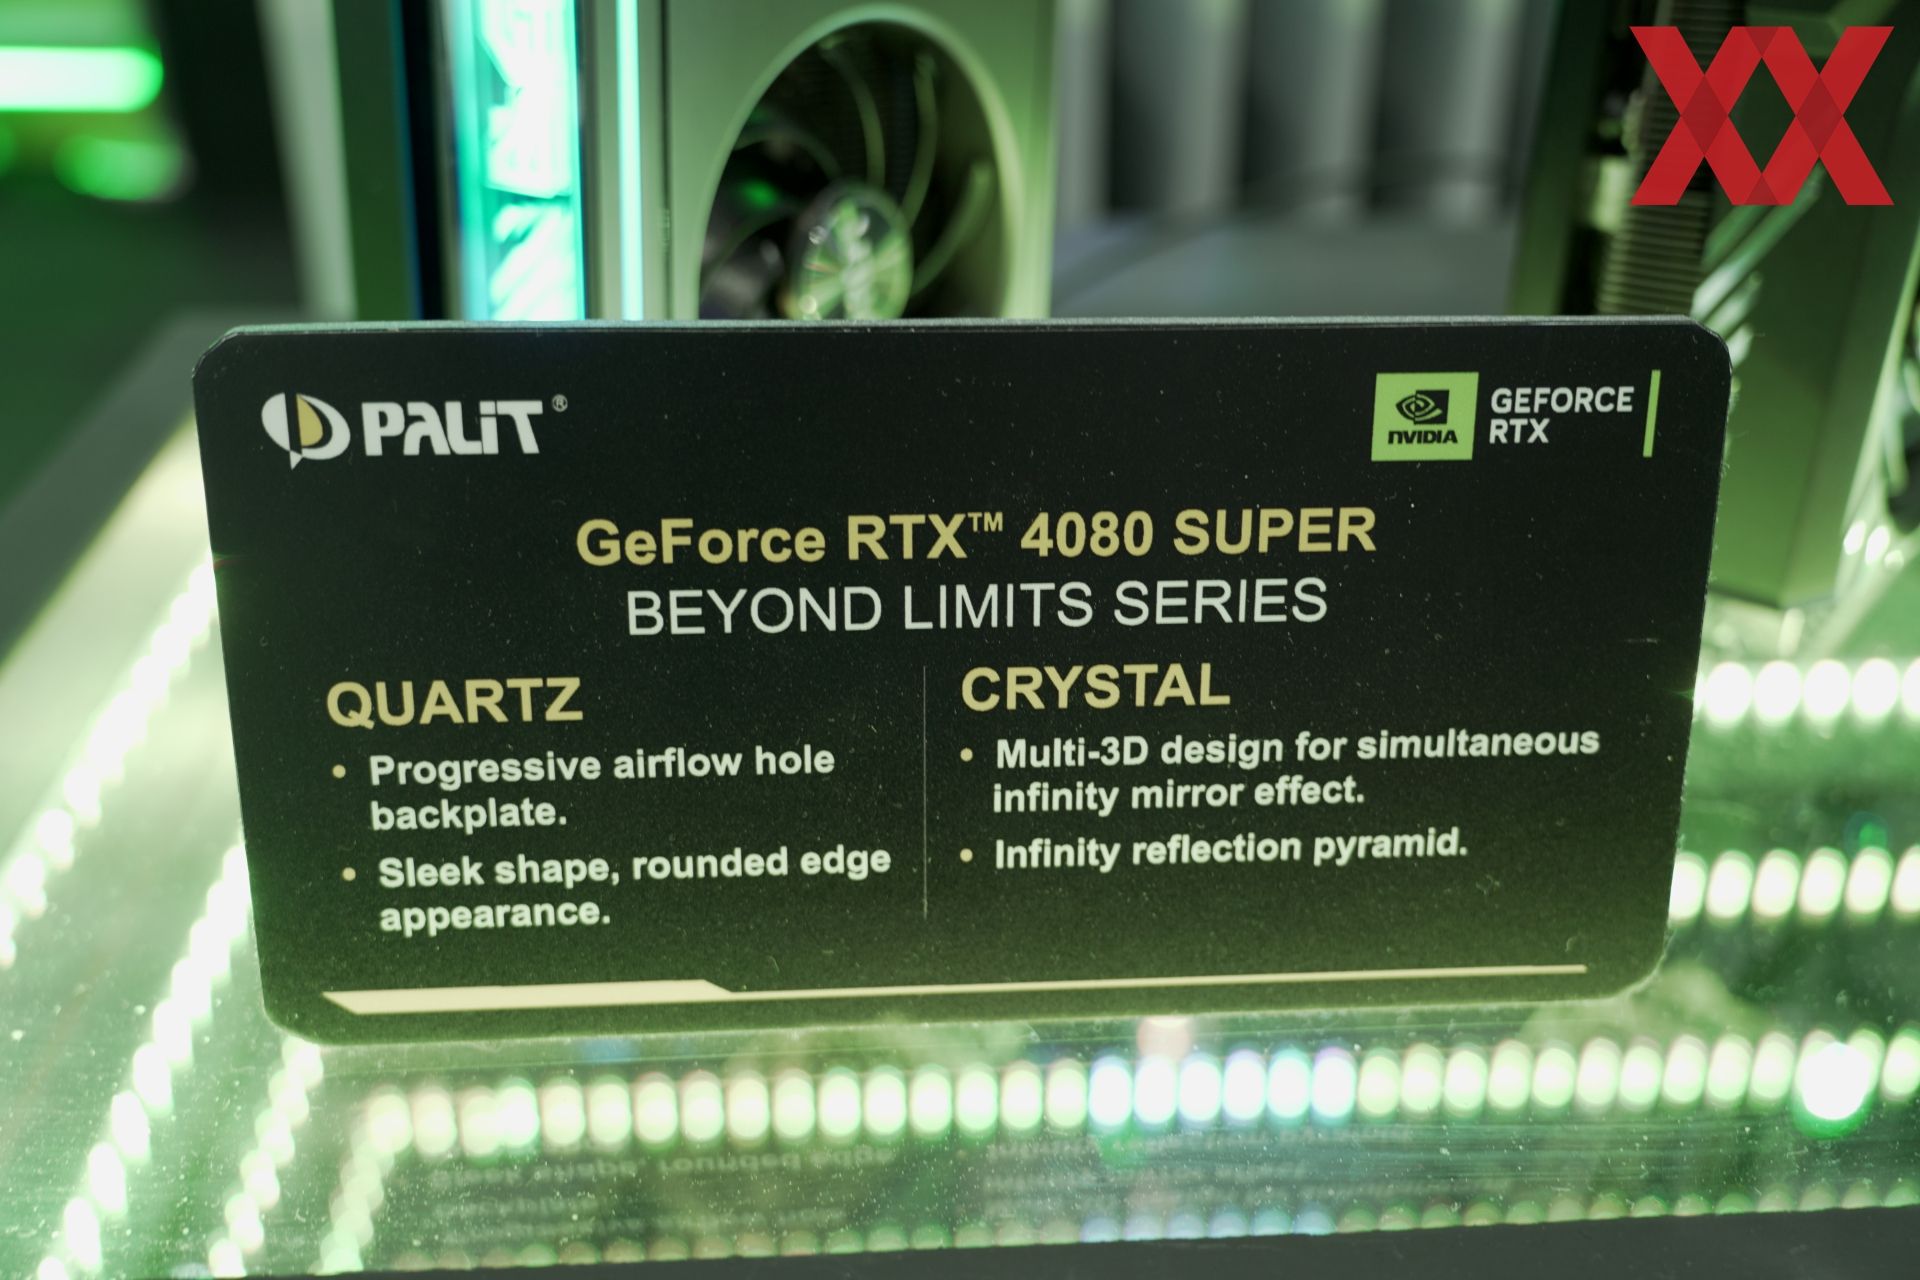 PALiT®
NVIDIA
GEFORCE
RTX
GeForce RTX™ 4080 SUPER
BEYOND LIMITS SERIES
QUARTZ
• Progressive airflow hole
backplate.
• Sleek shape, rounded edge
appearance.
CRYSTAL
• Multi-3D design for simultaneous
infinity mirror effect.
• Infinity reflection pyramid.